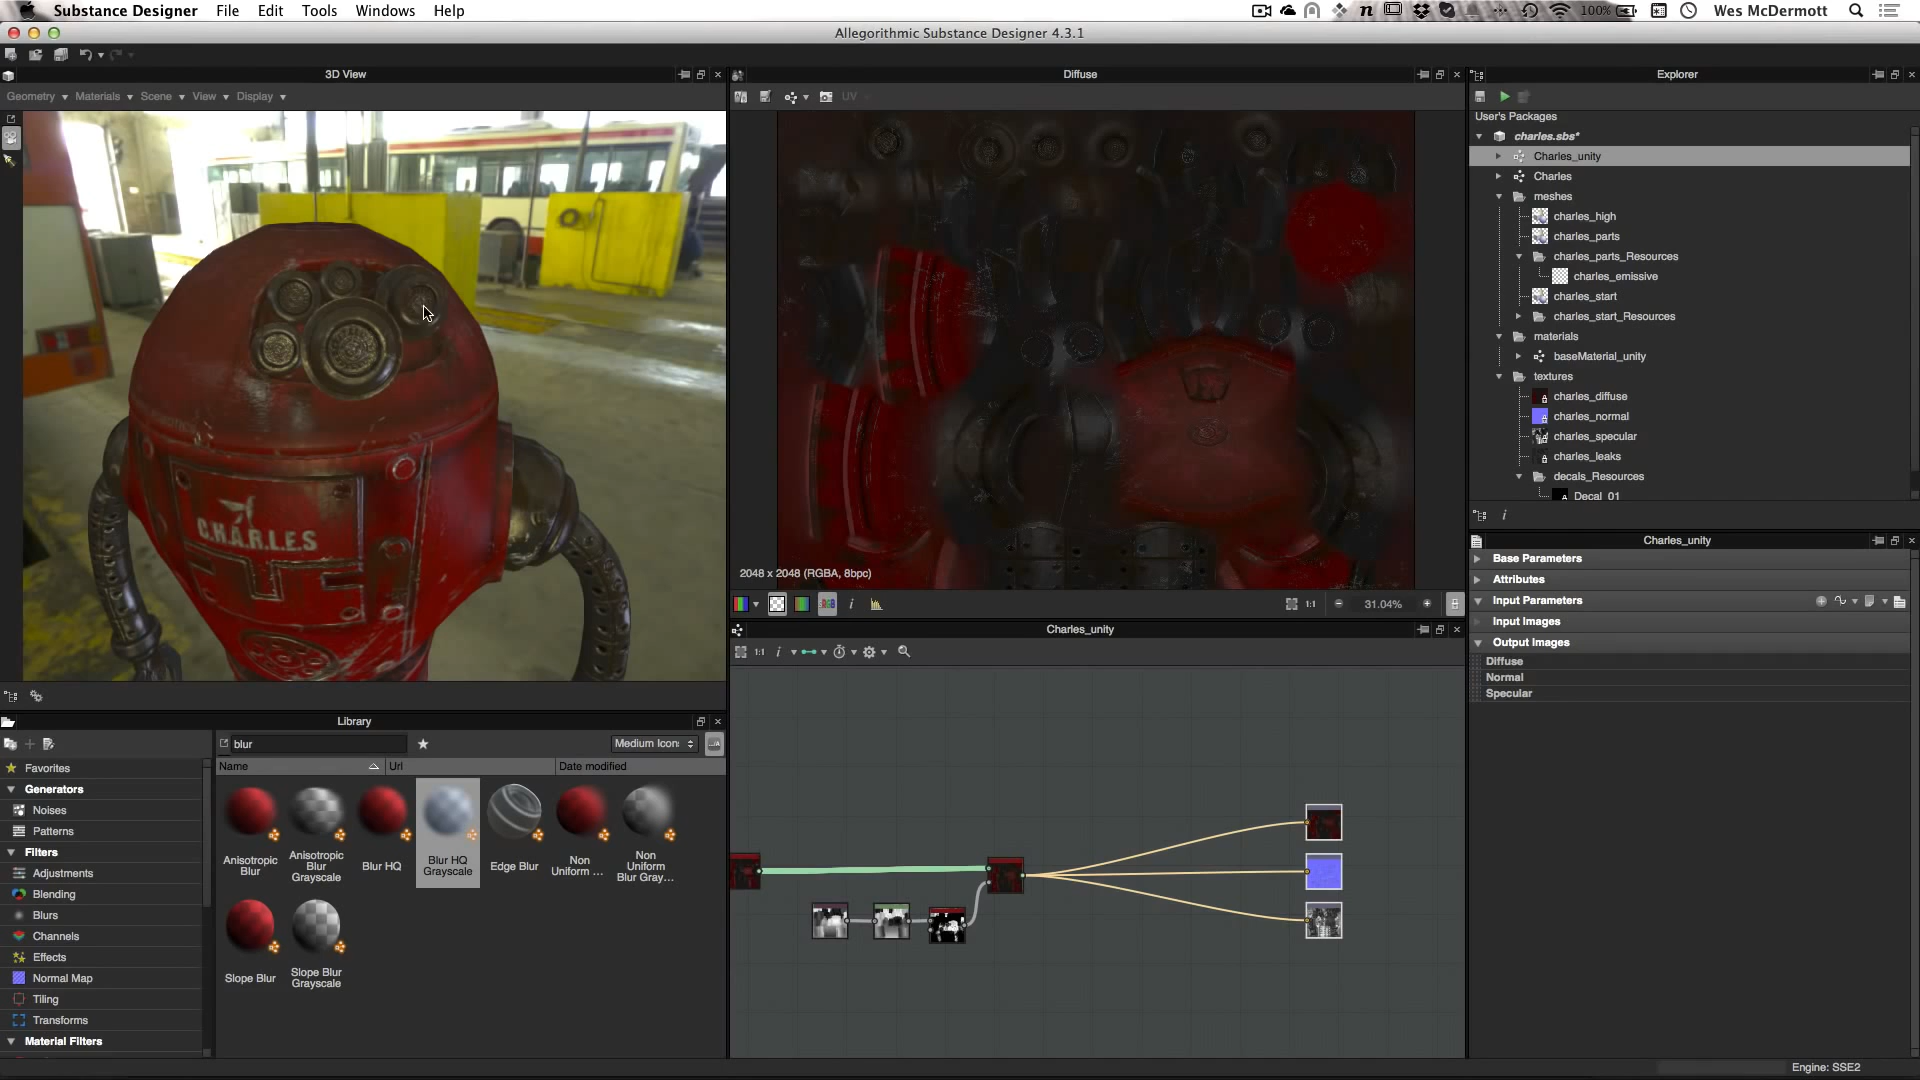 Substance Designer File Edit Tools Windows Help
100% Wes McDermott
Allegorithmic Substance Designer 4.3.1
3D View
Geometry Materials Scene View Display
C.H.A.R.L.E.S
Diffuse
UV
2048 x 2048 (RGBA, 8bpc)
1:1 31.04%
Charles_unity
1:1
Library
blur
Medium Icons
Name Url Date modified
Favorites
Generators
Noises
Patterns
Filters
Adjustments
Blending
Blurs
Channels
Effects
Normal Map
Tiling
Transforms
Material Filters
Anisotropic
Blur
Anisotropic
Blur
Grayscale
Blur HQ
Blur HQ
Grayscale
Edge Blur
Non
Uniform ...
Non
Uniform
Blur Gray...
Slope Blur
Slope Blur
Grayscale
Explorer
User's Packages
charles.sbs*
Charles_unity
Charles
meshes
charles_high
charles_parts
charles_parts_Resources
charles_emissive
charles_start
charles_start_Resources
materials
baseMaterial_unity
textures
charles_diffuse
charles_normal
charles_specular
charles_leaks
decals_Resources
Decal_01
Charles_unity
Base Parameters
Attributes
Input Parameters
Input Images
Output Images
Diffuse
Normal
Specular
Engine: SSE2